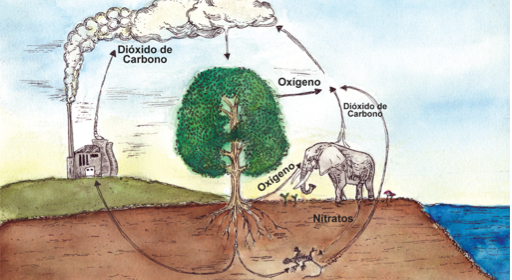 Dióxido de
Carbono
Oxigeno
Dióxido de
Carbono
Oxigeno
Nitratos